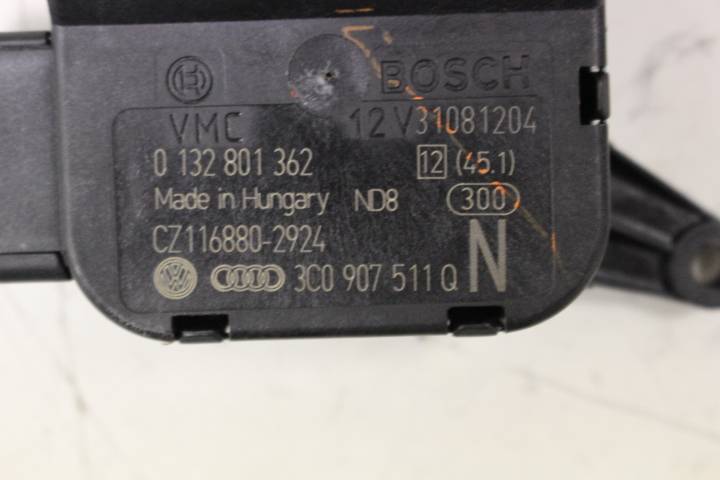 BOSCH
VMC 12 V 31081204
0 132 801 362 12 (45.1)
Made in Hungary ND8 300
CZ116880-2924
3C0 907 511 Q N